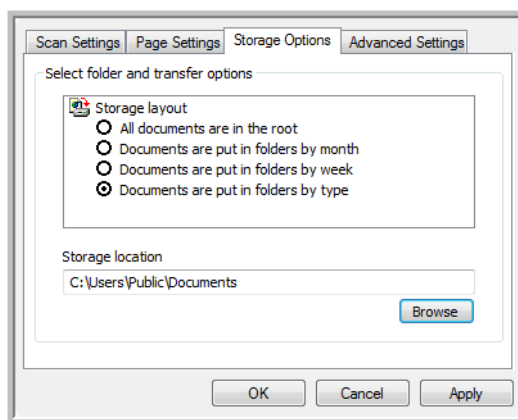 Scan Settings Page Settings Storage Options Advanced Settings
Select folder and transfer options
Storage layout
All documents are in the root
Documents are put in folders by month
Documents are put in folders by week
Documents are put in folders by type
Storage location
C:\Users\Public\Documents
Browse
OK Cancel Apply